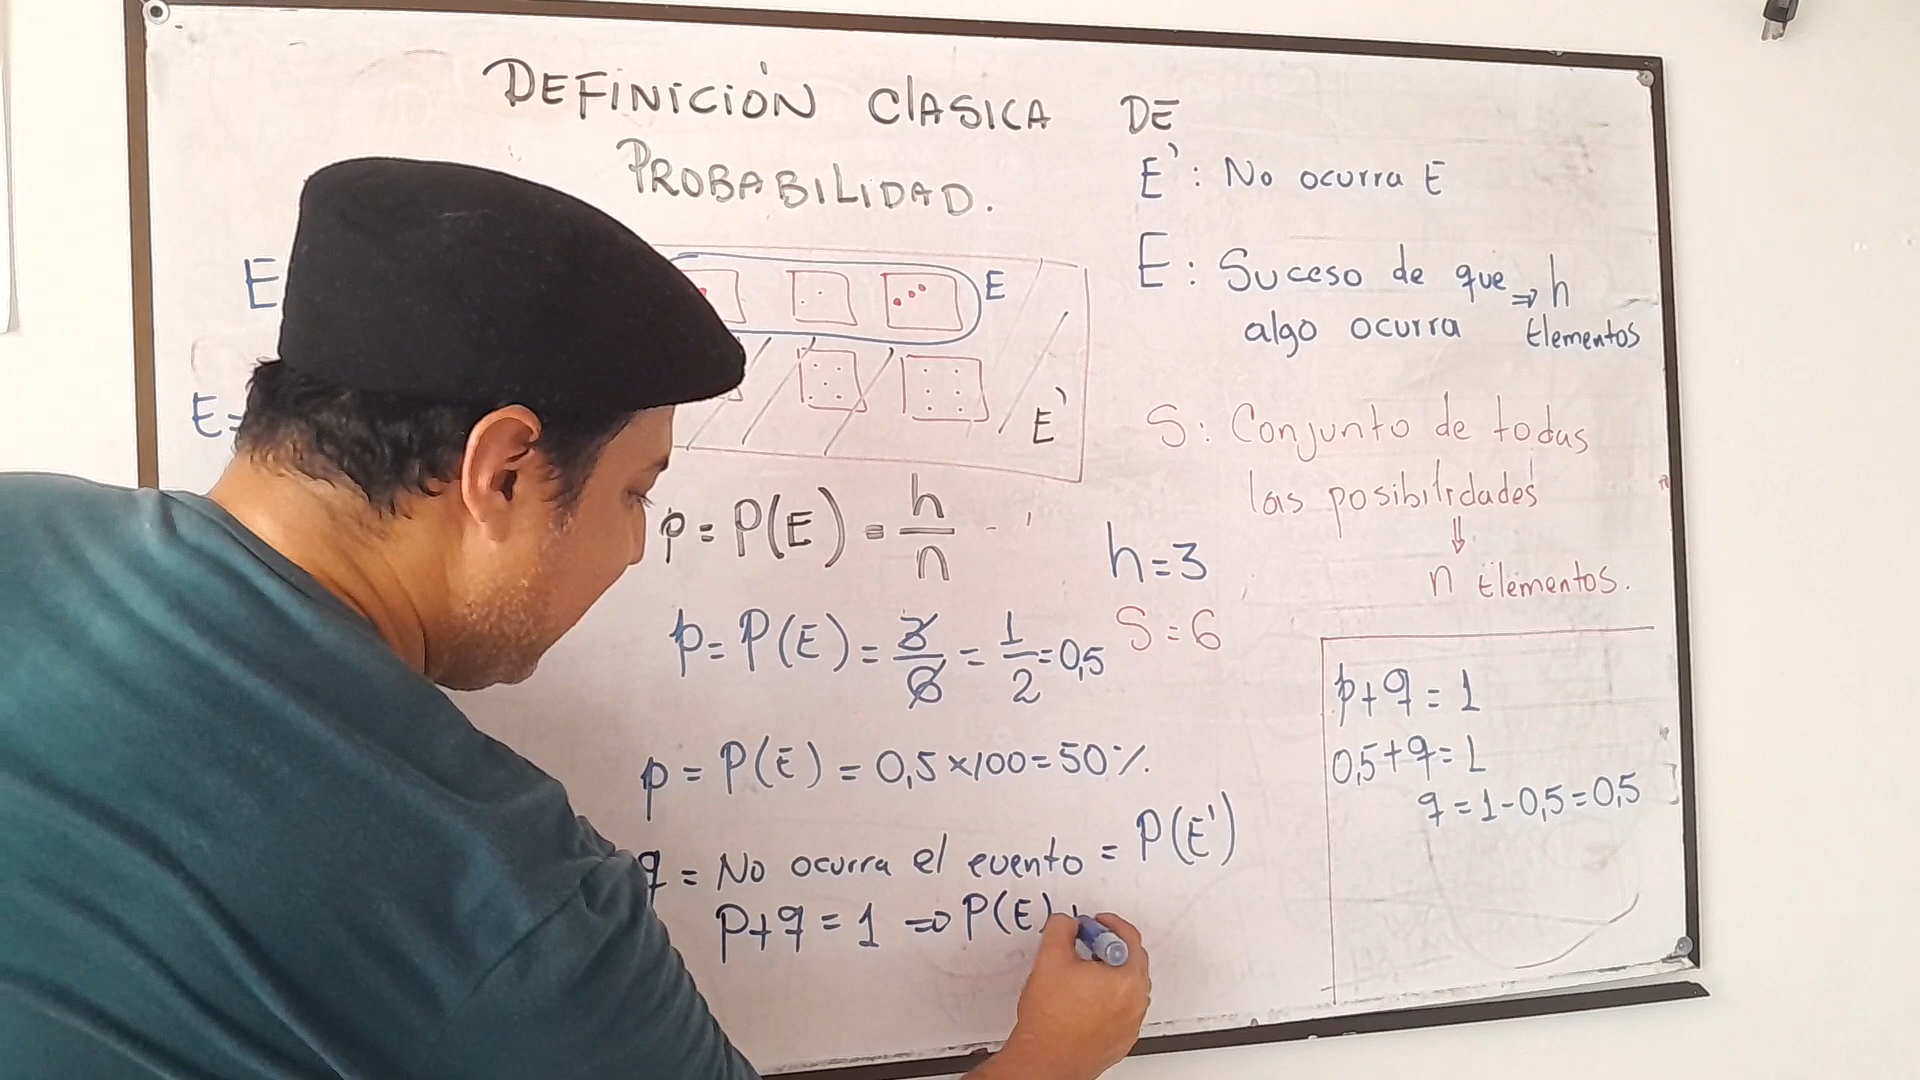 DEFINICIÓN CLASICA DE
PROBABILIDAD.
E
E=
E
E'
p = P(E) = h/n
p = P(E) = 3/6 = 1/2 = 0,5
p = P(E) = 0,5 x 100 = 50%.
q = No ocurra el evento = P(E')
p+q = 1 => P(E) +
E': No ocurra E
E: Suceso de que => h
algo ocurra Elementos
S: Conjunto de todas
las posibilidades
n Elementos.
h = 3
S = 6
p+q = 1
0,5+q = 1
q = 1-0,5 = 0,5